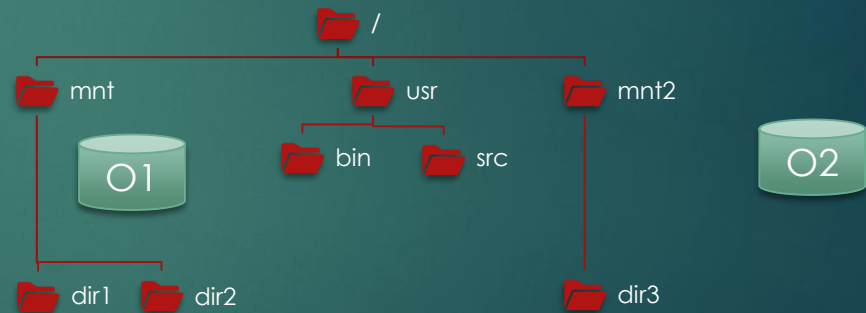 /
mnt
usr
mnt2
O1
bin
src
O2
dir1
dir2
dir3